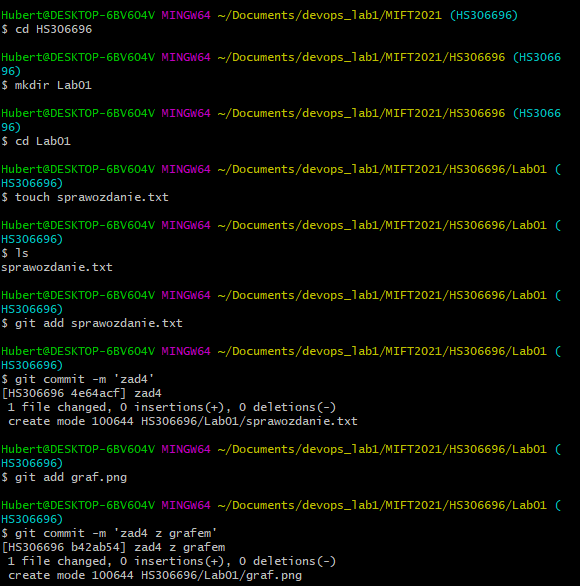 Hubert@DESKTOP-6BV604V MINGW64 ~/Documents/devops_lab1/MIFT2021 (HS306696)
$ cd HS306696
Hubert@DESKTOP-6BV604V MINGW64 ~/Documents/devops_lab1/MIFT2021/HS306696 (HS3066
96)
$ mkdir Lab01
Hubert@DESKTOP-6BV604V MINGW64 ~/Documents/devops_lab1/MIFT2021/HS306696 (HS3066
96)
$ cd Lab01
Hubert@DESKTOP-6BV604V MINGW64 ~/Documents/devops_lab1/MIFT2021/HS306696/Lab01 (
HS306696)
$ touch sprawozdanie.txt
Hubert@DESKTOP-6BV604V MINGW64 ~/Documents/devops_lab1/MIFT2021/HS306696/Lab01 (
HS306696)
$ ls
sprawozdanie.txt
Hubert@DESKTOP-6BV604V MINGW64 ~/Documents/devops_lab1/MIFT2021/HS306696/Lab01 (
HS306696)
$ git add sprawozdanie.txt
Hubert@DESKTOP-6BV604V MINGW64 ~/Documents/devops_lab1/MIFT2021/HS306696/Lab01 (
HS306696)
$ git commit -m 'zad4'
[HS306696 4e64acf] zad4
 1 file changed, 0 insertions(+), 0 deletions(-)
 create mode 100644 HS306696/Lab01/sprawozdanie.txt
Hubert@DESKTOP-6BV604V MINGW64 ~/Documents/devops_lab1/MIFT2021/HS306696/Lab01 (
HS306696)
$ git add graf.png
Hubert@DESKTOP-6BV604V MINGW64 ~/Documents/devops_lab1/MIFT2021/HS306696/Lab01 (
HS306696)
$ git commit -m 'zad4 z grafem'
[HS306696 b42ab54] zad4 z grafem
 1 file changed, 0 insertions(+), 0 deletions(-)
 create mode 100644 HS306696/Lab01/graf.png